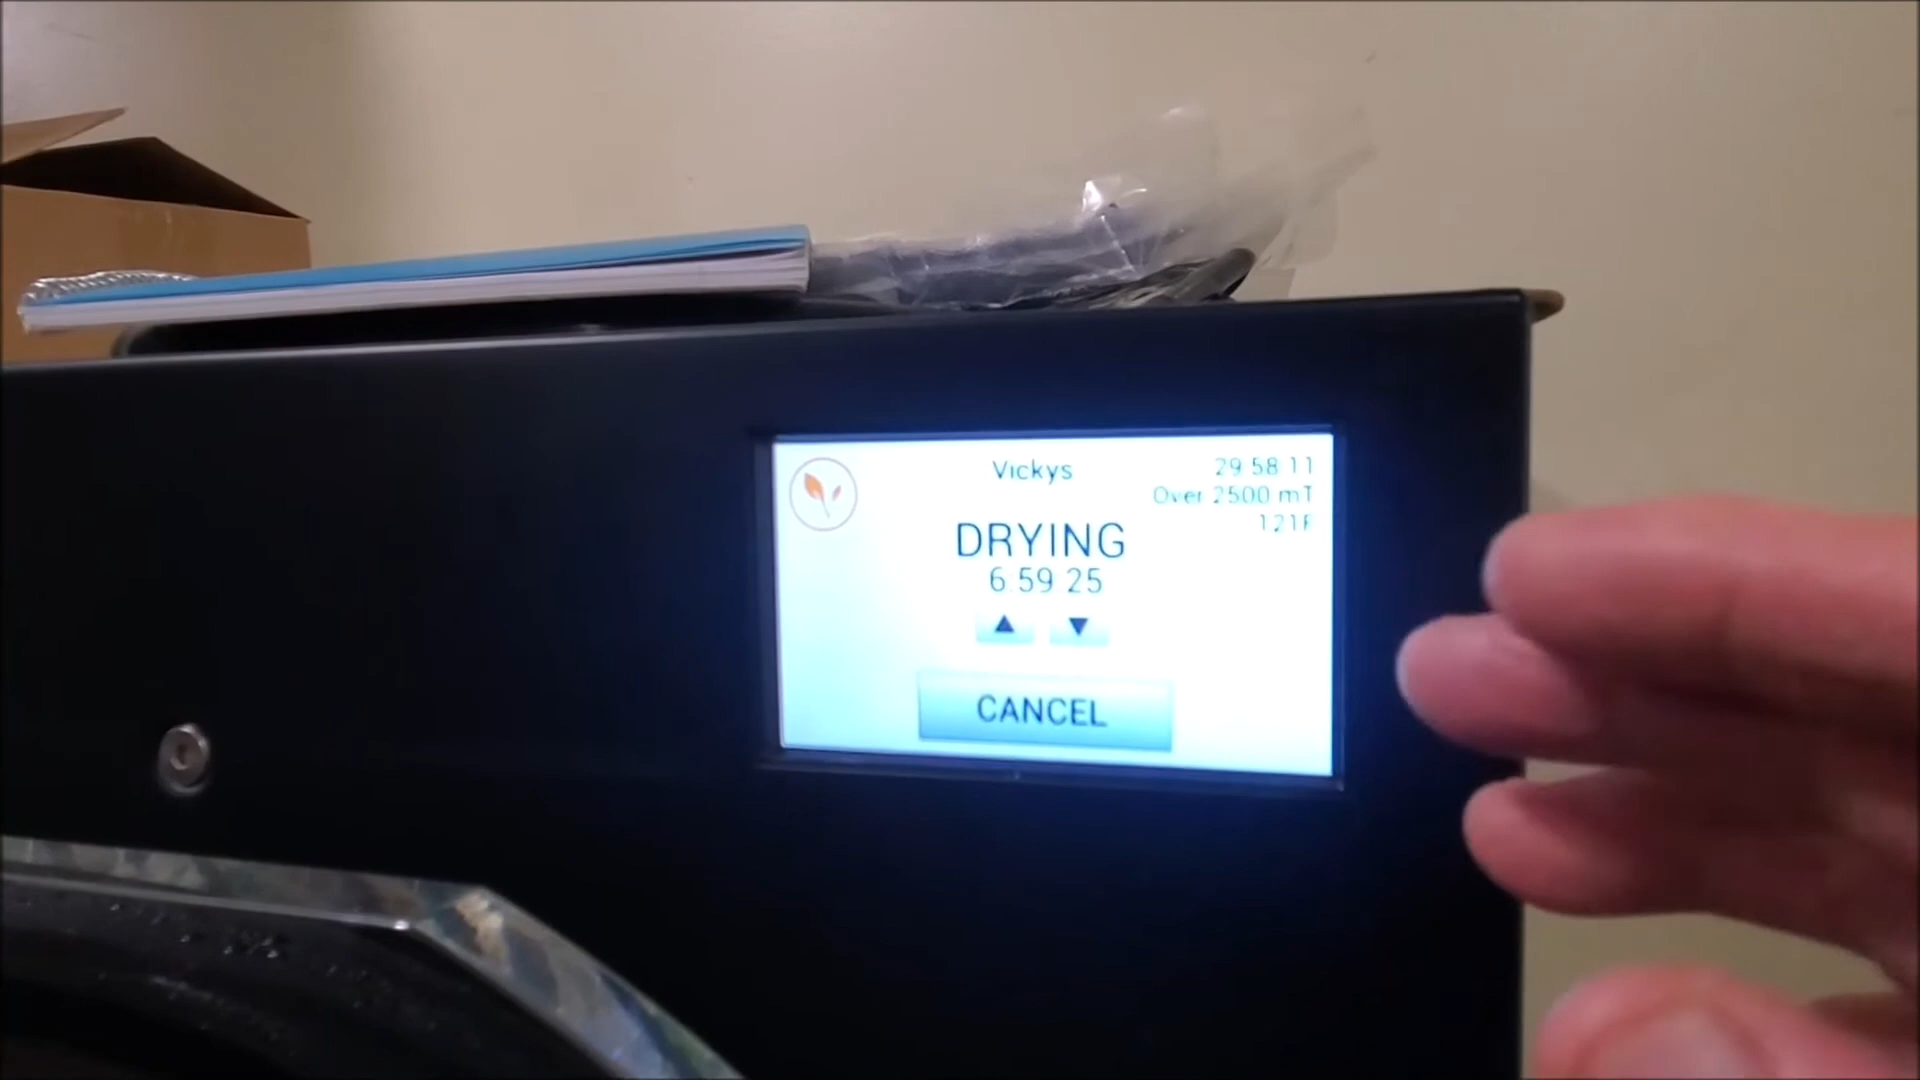 Vickys
29:58:11
Over 2500 mT
121F
DRYING
6:59:25
▲ ▼
CANCEL